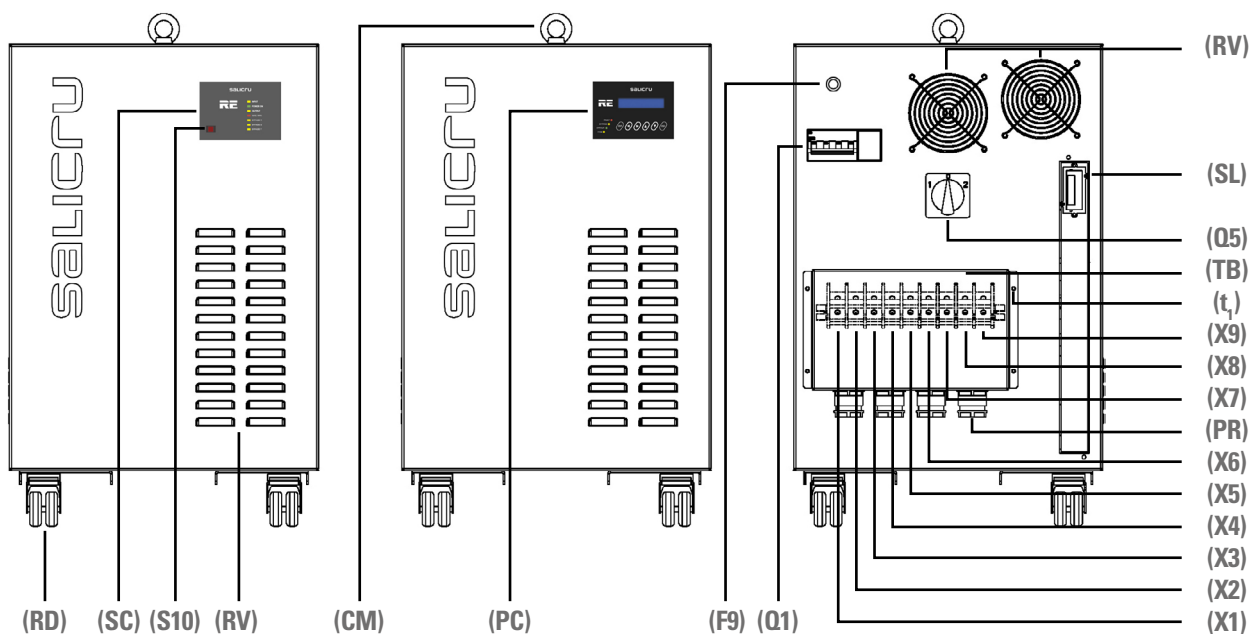 salicru
salicru
RE
salicru
salicru
RE
1 2
(RV)
(SL)
(Q5)
(TB)
(t1)
(X9)
(X8)
(X7)
(PR)
(X6)
(X5)
(X4)
(X3)
(X2)
(X1)
(RD) (SC) (S10) (RV) (CM) (PC) (F9) (Q1)